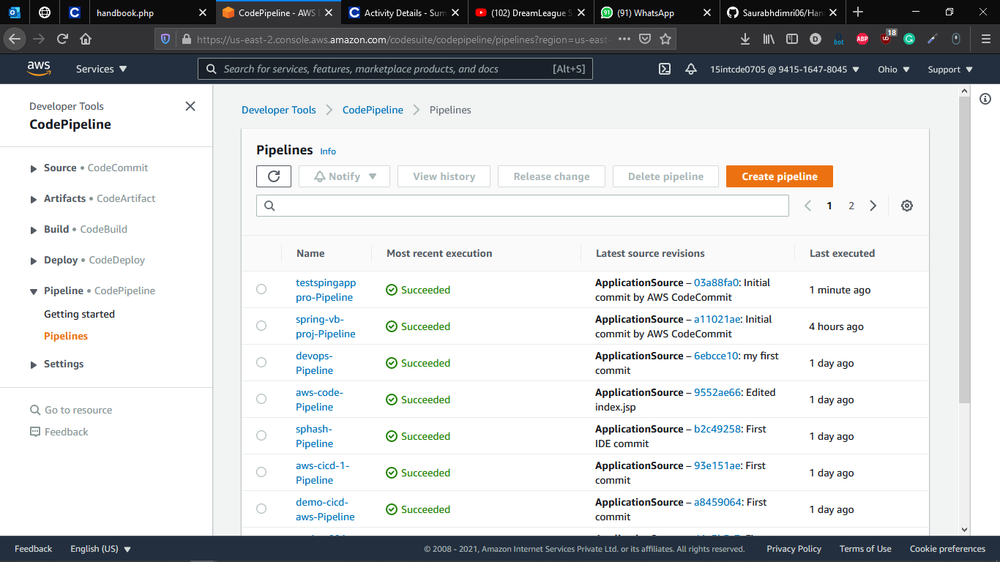 handbook.php
CodePipeline - AWS
Activity Details - Sum
(102) DreamLeague S
(91) WhatsApp
Saurabhdimri06/Han
https://us-east-2.console.aws.amazon.com/codesuite/codepipeline/pipelines?region=us-east-
bot
ABP
18
aws
Services
Search for services, features, marketplace products, and docs
[Alt+S]
15intcde0705 @ 9415-1647-8045
Ohio
Support
Developer Tools
CodePipeline
Source • CodeCommit
Artifacts • CodeArtifact
Build • CodeBuild
Deploy • CodeDeploy
Pipeline • CodePipeline
Getting started
Pipelines
Settings
Go to resource
Feedback
Developer Tools
CodePipeline
Pipelines
Pipelines Info
Notify
View history
Release change
Delete pipeline
Create pipeline
1
2
Name
Most recent execution
Latest source revisions
Last executed
testspingapp
pro-Pipeline
Succeeded
ApplicationSource – 03a88fa0: Initial
commit by AWS CodeCommit
1 minute ago
spring-vb-
proj-Pipeline
Succeeded
ApplicationSource – a11021ae: Initial
commit by AWS CodeCommit
4 hours ago
devops-
Pipeline
Succeeded
ApplicationSource – 6ebcce10: my first
commit
1 day ago
aws-code-
Pipeline
Succeeded
ApplicationSource – 9552ae66: Edited
index.jsp
1 day ago
sphash-
Pipeline
Succeeded
ApplicationSource – b2c49258: First
IDE commit
1 day ago
aws-cicd-1-
Pipeline
Succeeded
ApplicationSource – 93e151ae: First
commit
1 day ago
demo-cicd-
aws-Pipeline
Succeeded
ApplicationSource – a8459064: First
commit
1 day ago
Feedback
English (US)
© 2008 - 2021, Amazon Internet Services Private Ltd. or its affiliates. All rights reserved.
Privacy Policy
Terms of Use
Cookie preferences